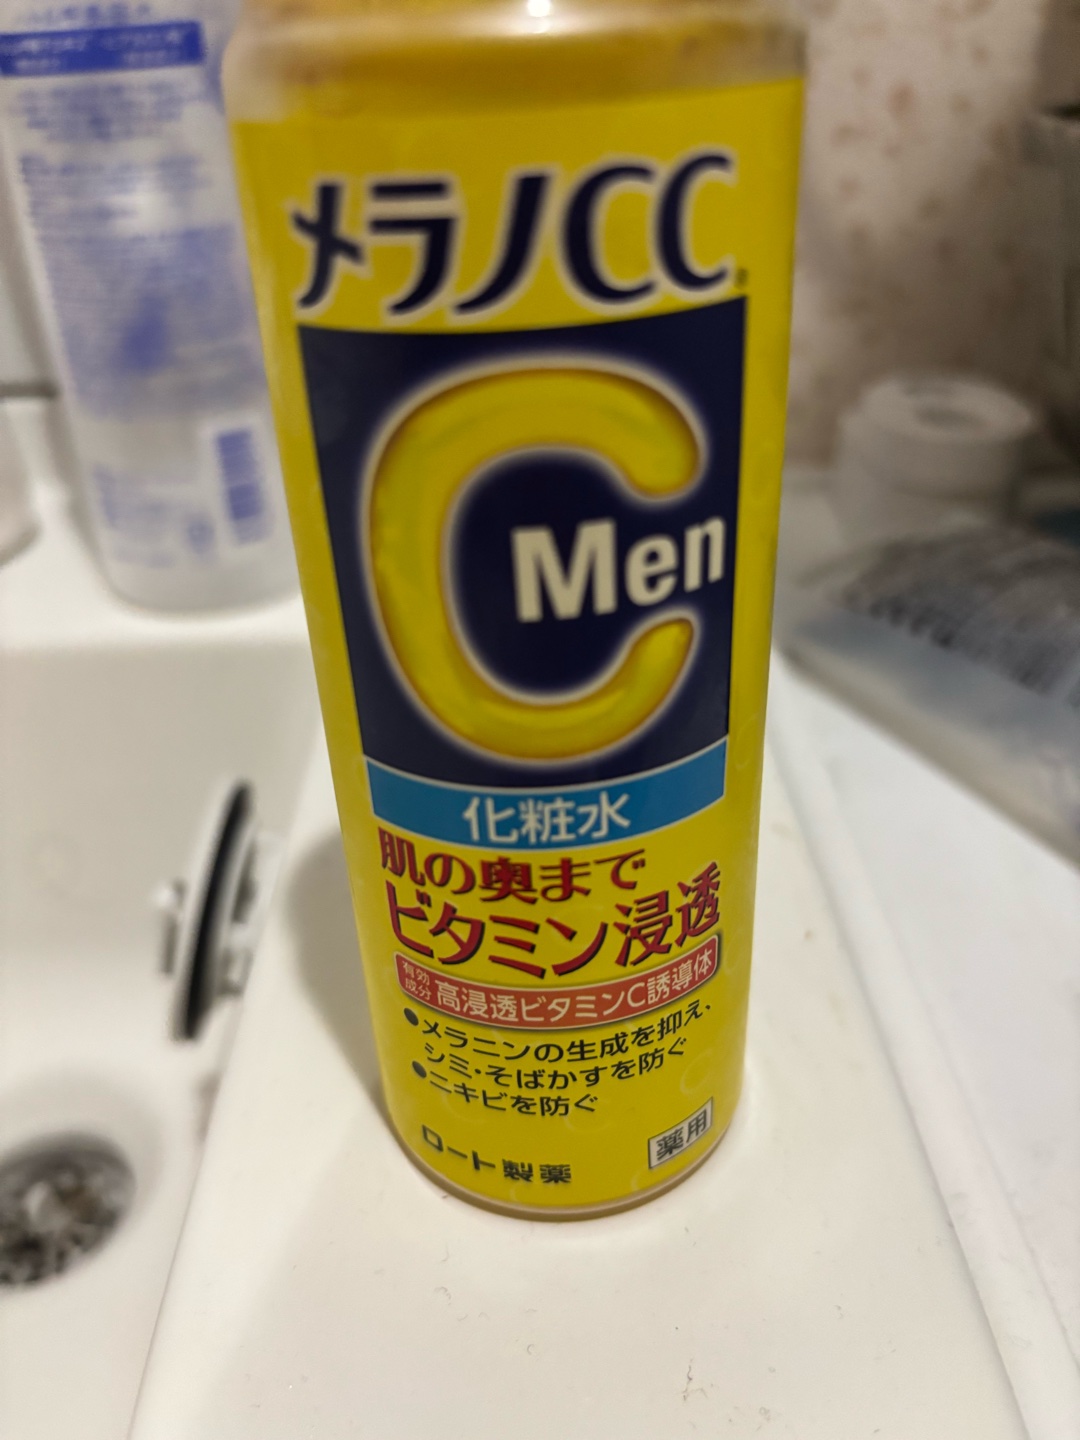 メラノCC
Men
化粧水
肌の奥まで
ビタミン浸透
有効成分 高浸透ビタミンC誘導体
●メラニンの生成を抑え、
シミ・そばかすを防ぐ
●ニキビを防ぐ
ロート製薬
薬用